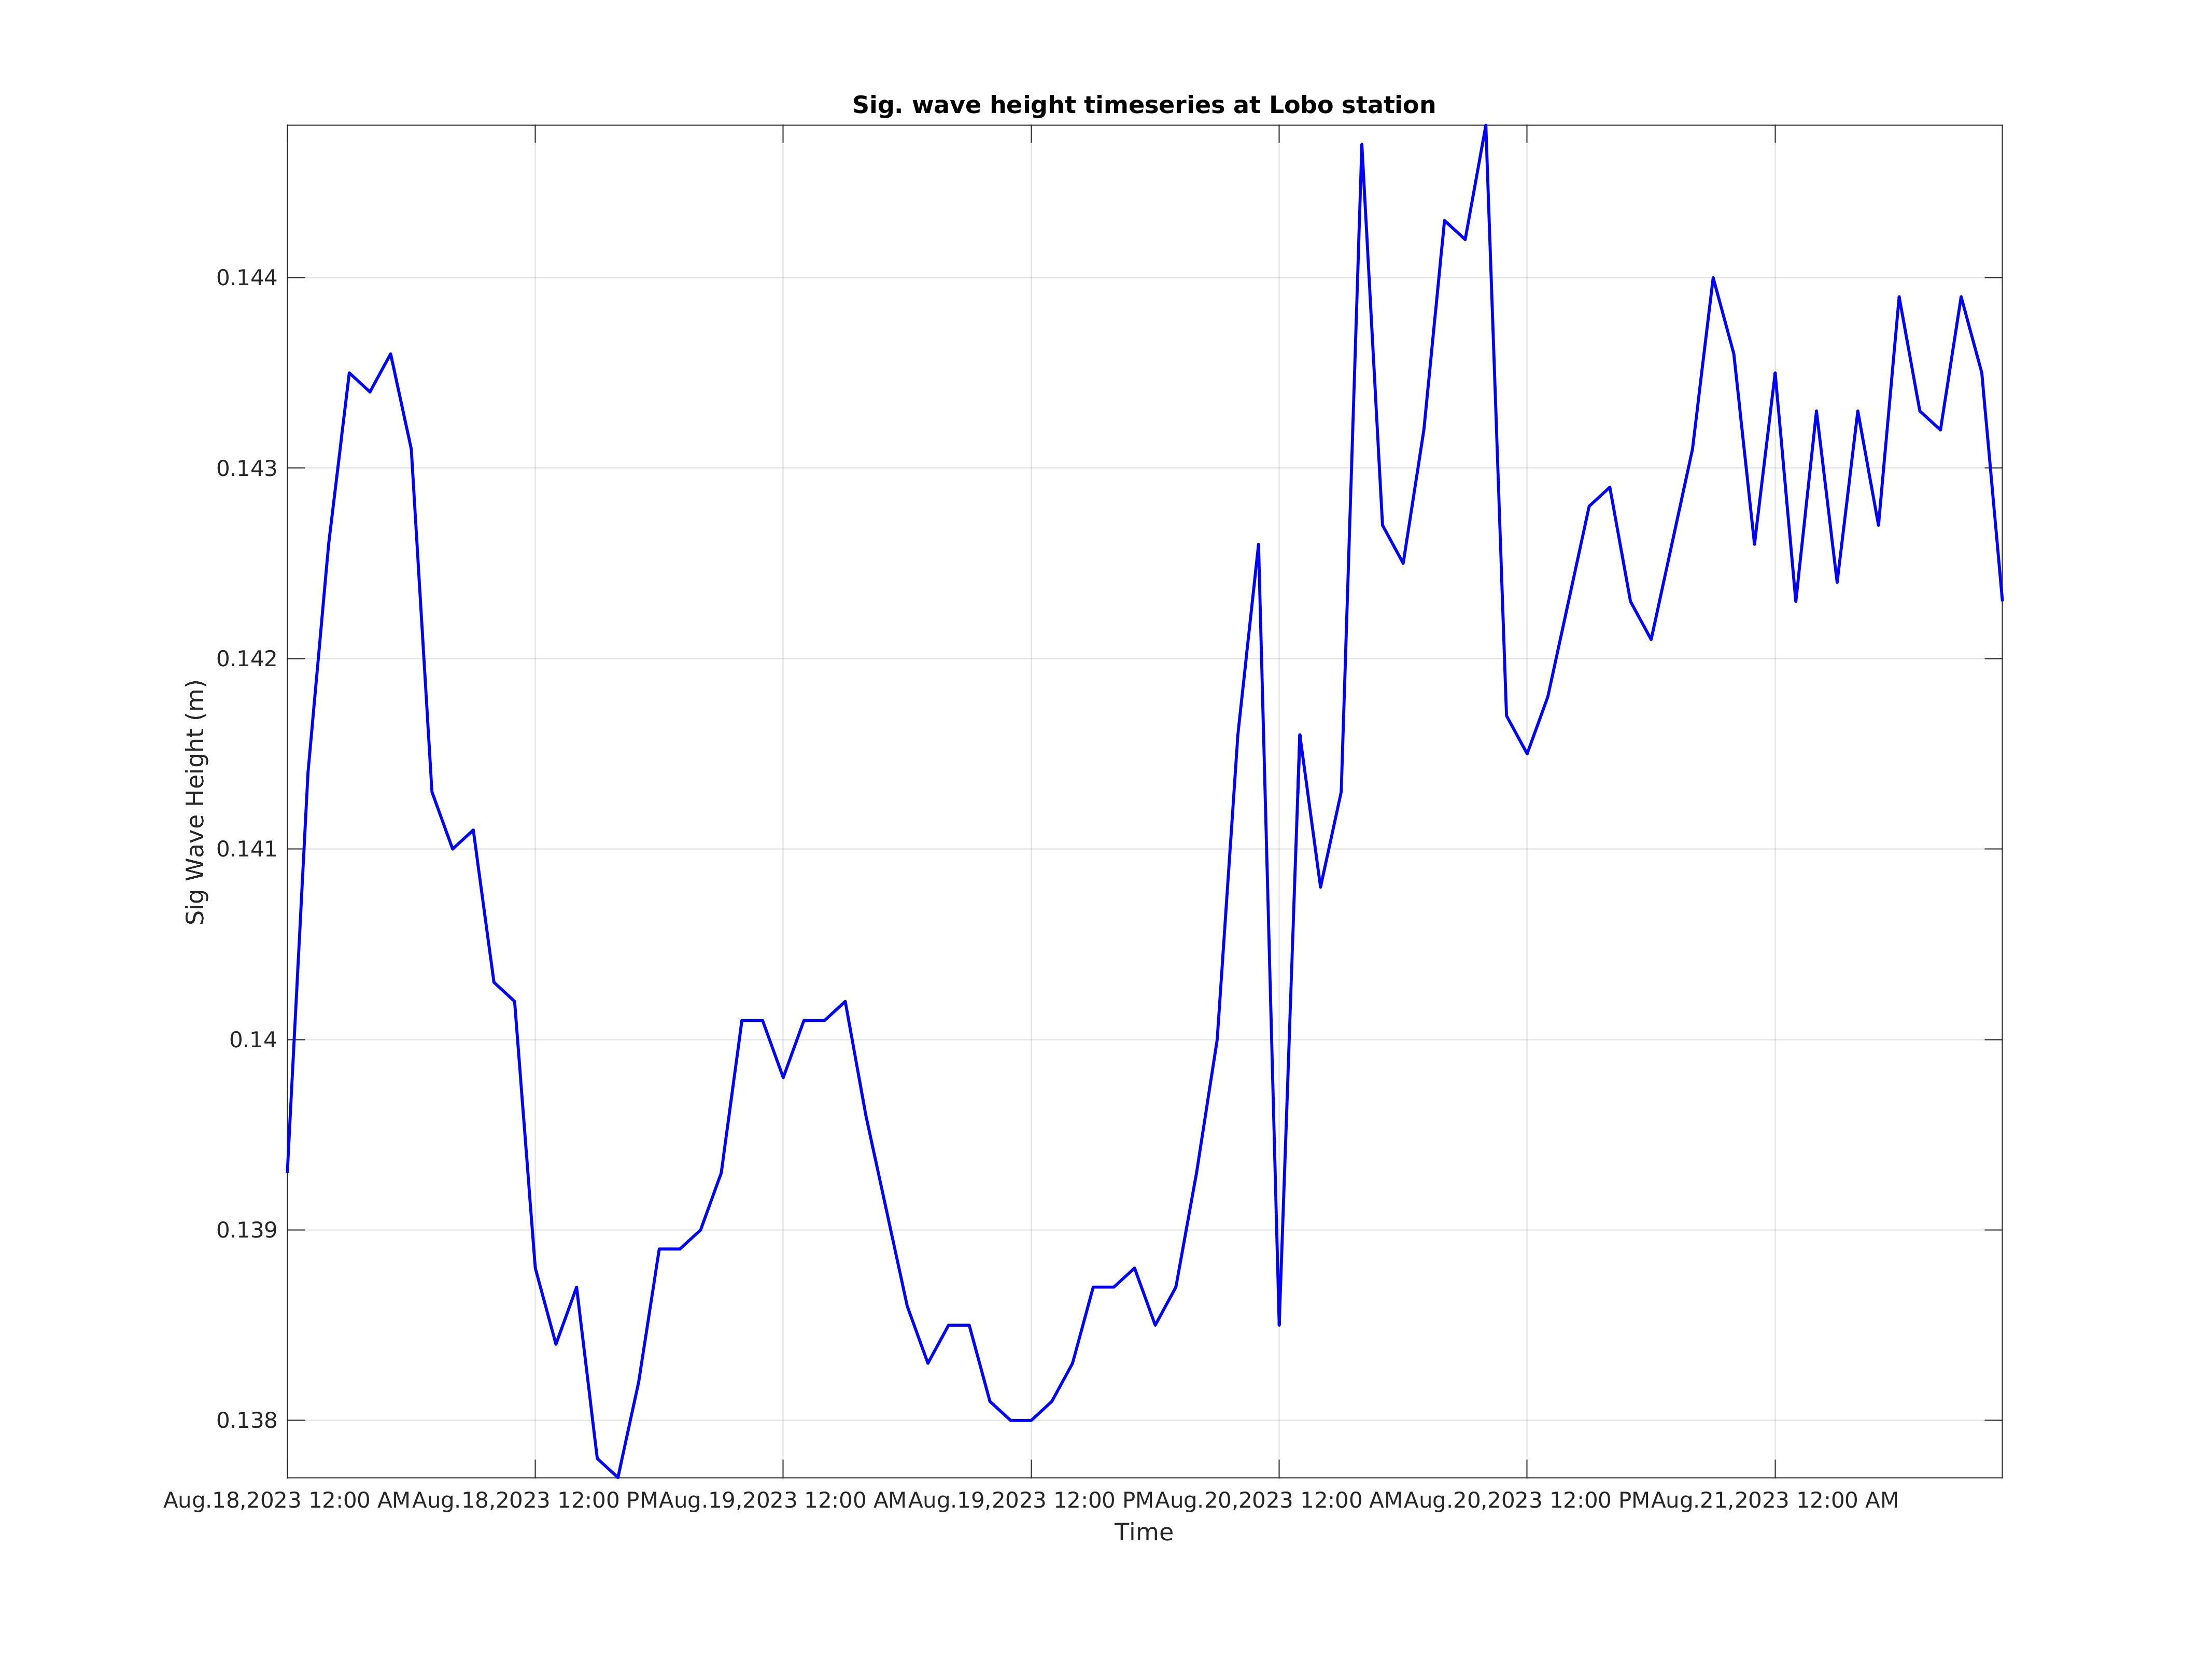 Sig. wave height timeseries at Lobo station
Sig Wave Height (m)
0.144
0.143
0.142
0.141
0.14
0.139
0.138
Aug.18,2023 12:00 AM
Aug.18,2023 12:00 PM
Aug.19,2023 12:00 AM
Aug.19,2023 12:00 PM
Aug.20,2023 12:00 AM
Aug.20,2023 12:00 PM
Aug.21,2023 12:00 AM
Time